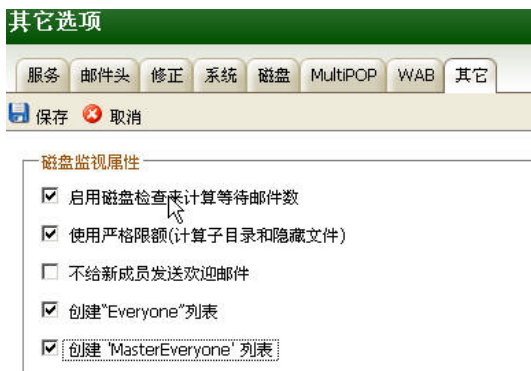 其它选项
服务 邮件头 修正 系统 磁盘 MultiPOP WAB 其它
保存 取消
磁盘监视属性
启用磁盘检查来计算等待邮件数
使用严格限额(计算子目录和隐藏文件)
不给新成员发送欢迎邮件
创建"Everyone"列表
创建 'MasterEveryone' 列表